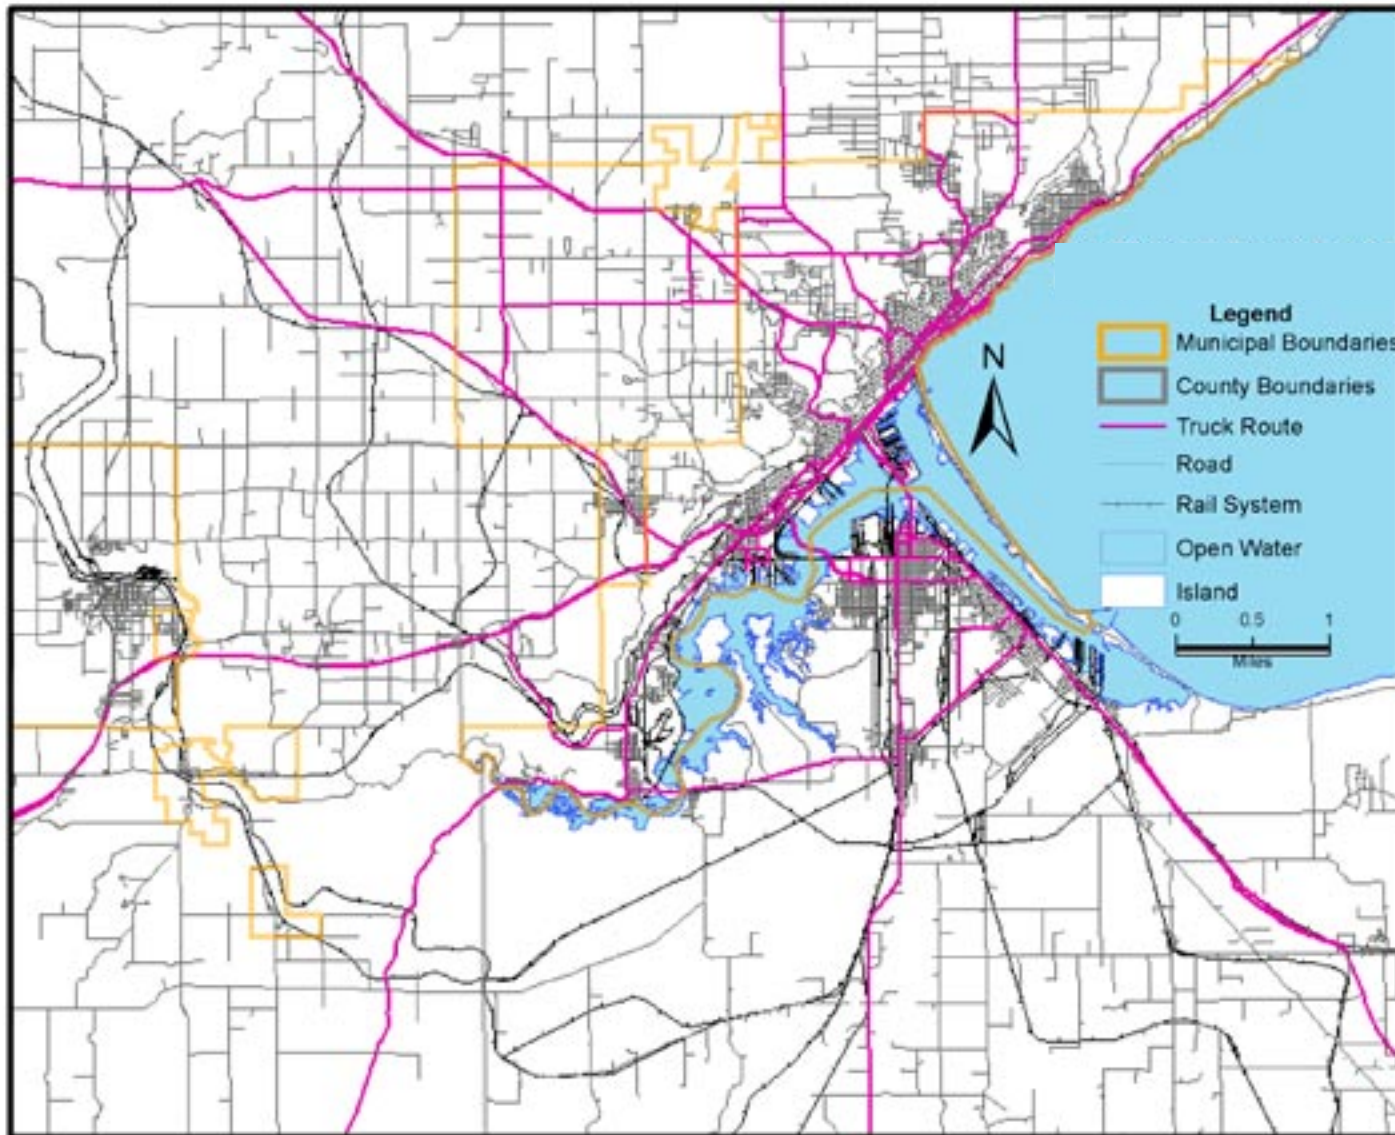 N
Legend
Municipal Boundaries
County Boundaries
Truck Route
Road
Rail System
Open Water
Island
0 0.5 1
Miles